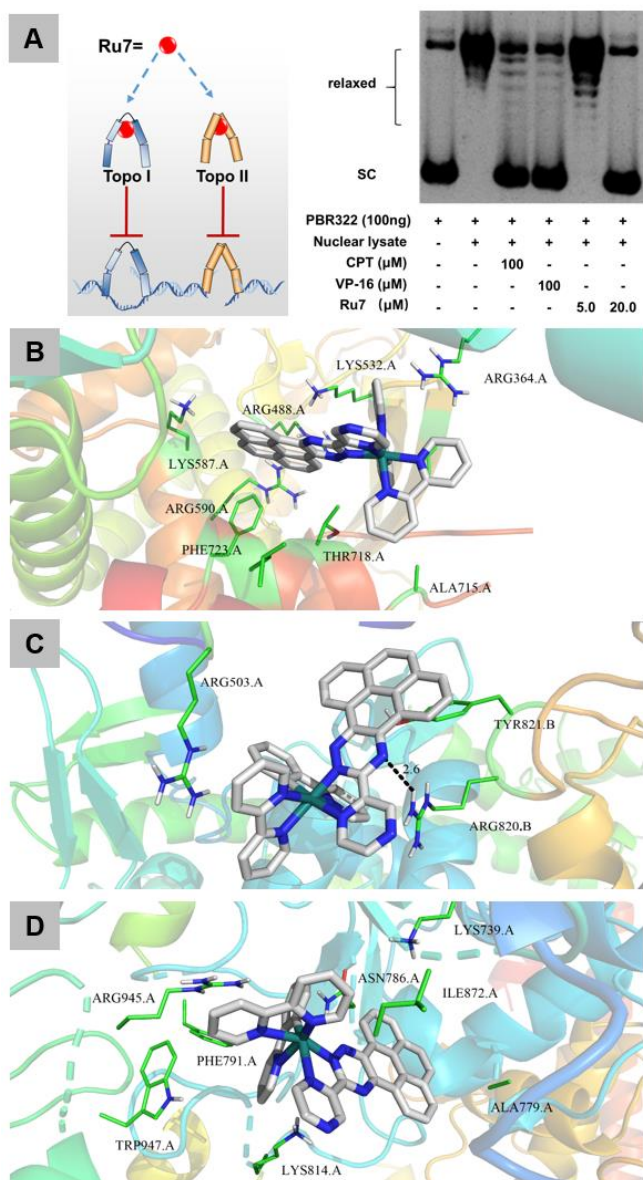 A
Ru7=
Topo I
Topo II
relaxed
SC
PBR322 (100ng) + + + + + +
Nuclear lysate - + + + + +
CPT (μM) - - 100 - - -
VP-16 (μM) - - - 100 - -
Ru7 (μM) - - - - 5.0 20.0
B
LYS532.A
ARG364.A
ARG488.A
LYS587.A
ARG590.A
PHE723.A
THR718.A
ALA715.A
C
ARG503.A
TYR821.B
2.6
ARG820.B
D
LYS739.A
ARG945.A
ASN786.A
ILE872.A
PHE791.A
ALA779.A
TRP947.A
LYS814.A